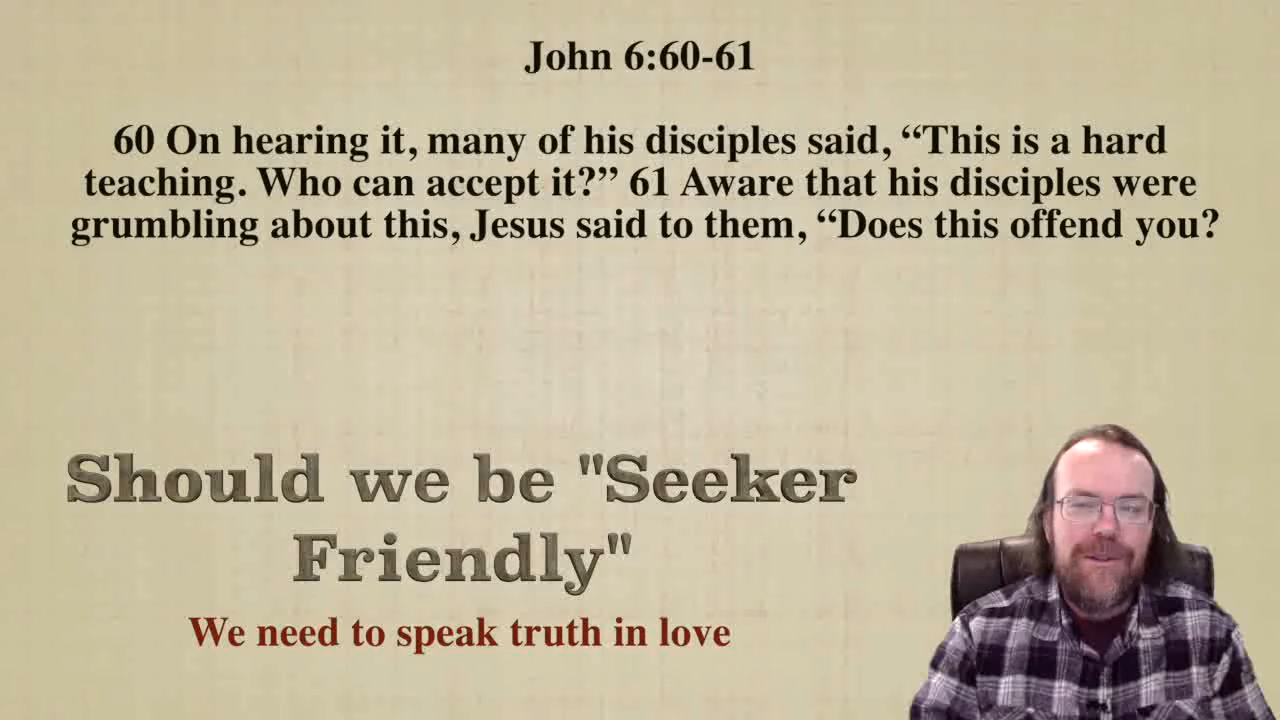 John 6:60-61
60 On hearing it, many of his disciples said, “This is a hard
teaching. Who can accept it?” 61 Aware that his disciples were
grumbling about this, Jesus said to them, “Does this offend you?
Should we be "Seeker
Friendly"
We need to speak truth in love